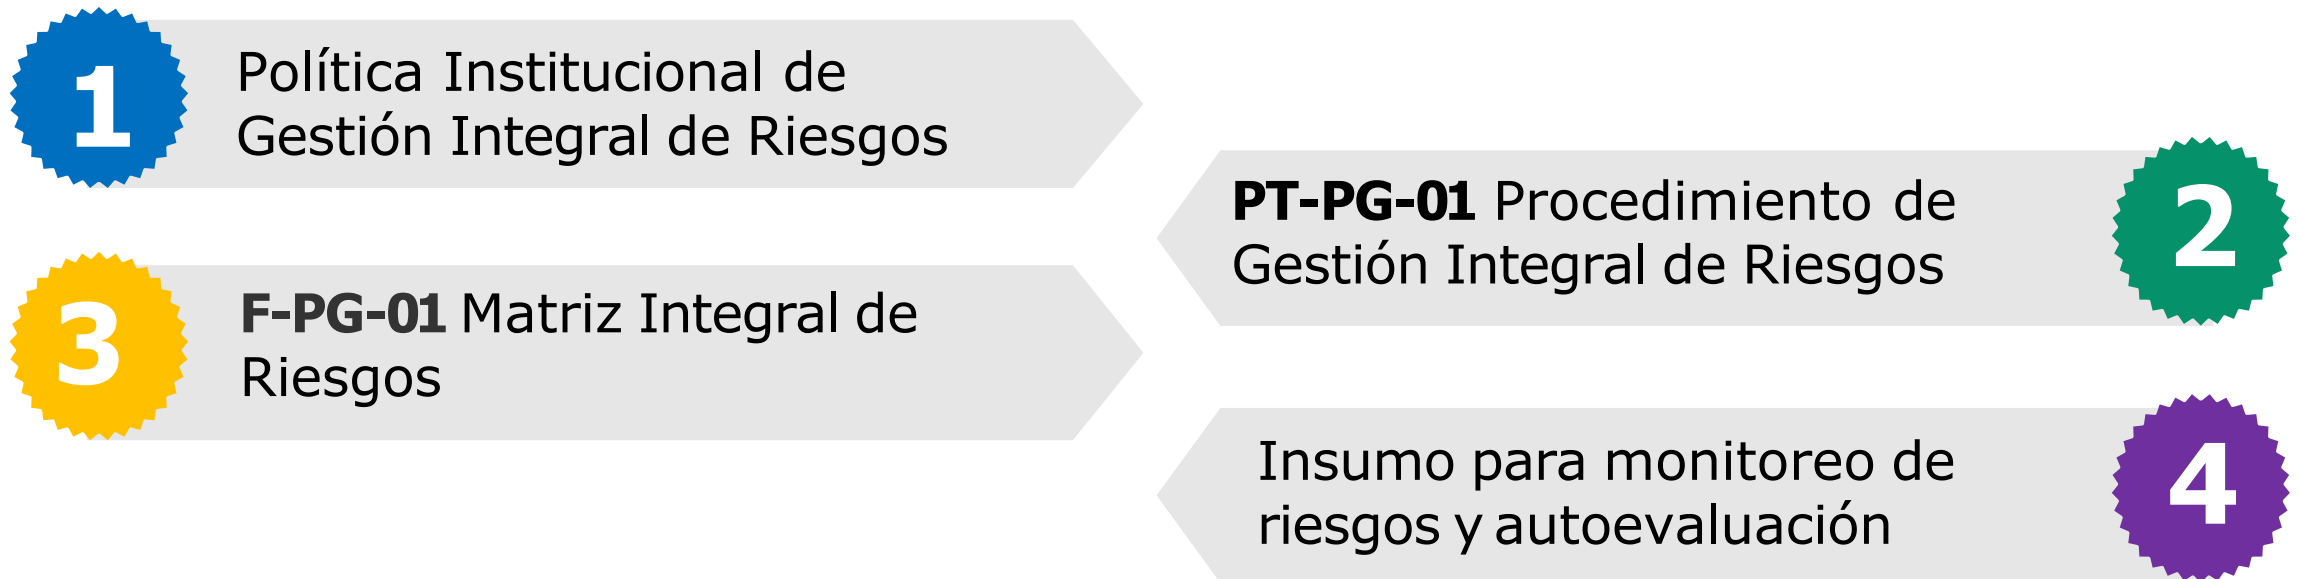 1
Política Institucional de
Gestión Integral de Riesgos
PT-PG-01 Procedimiento de
Gestión Integral de Riesgos
2
3
F-PG-01 Matriz Integral de
Riesgos
Insumo para monitoreo de
riesgos y autoevaluación
4